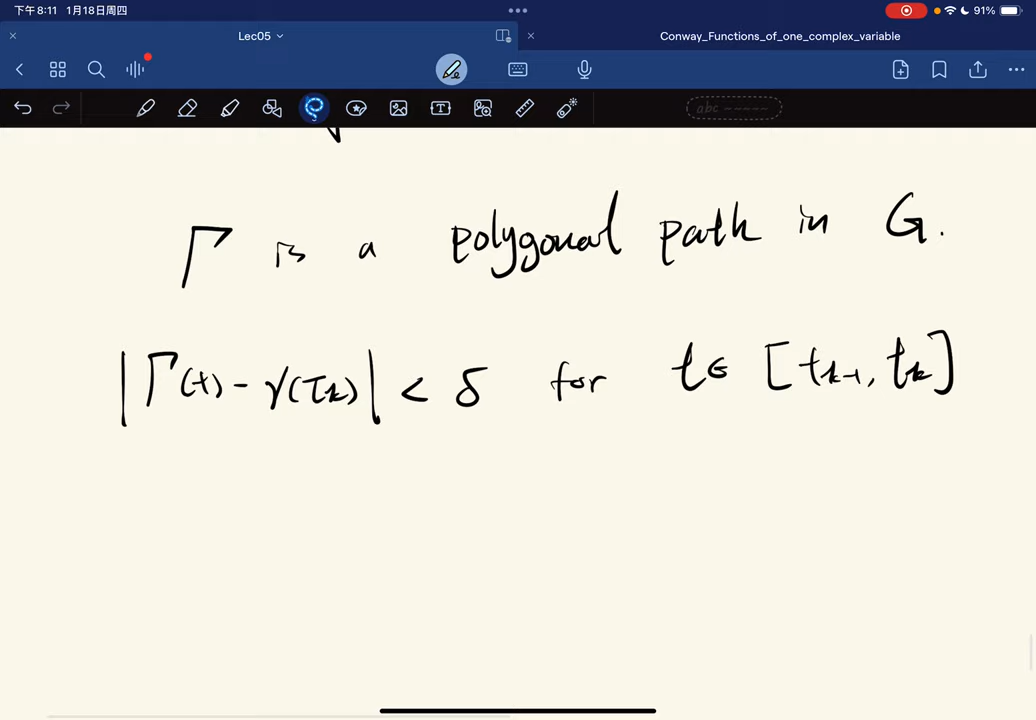 下午8:11 1月18日周四
91%
Lec05
Conway_Functions_of_one_complex_variable
abc
Γ is a polygonal path in G.
|Γ(t) - γ(τk)| < δ for t∈ [tk-1, tk]